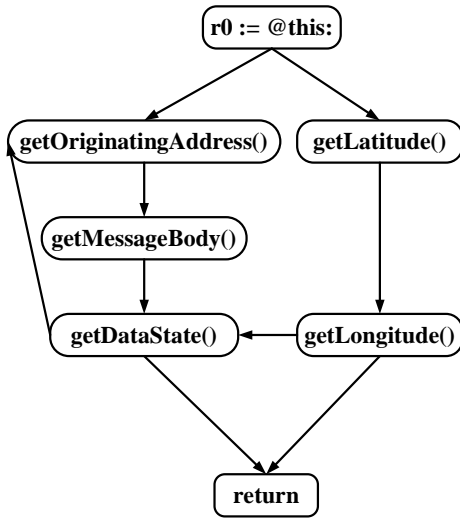 r0 := @this:
getOriginatingAddress()
getLatitude()
getMessageBody()
getDataState()
getLongitude()
return